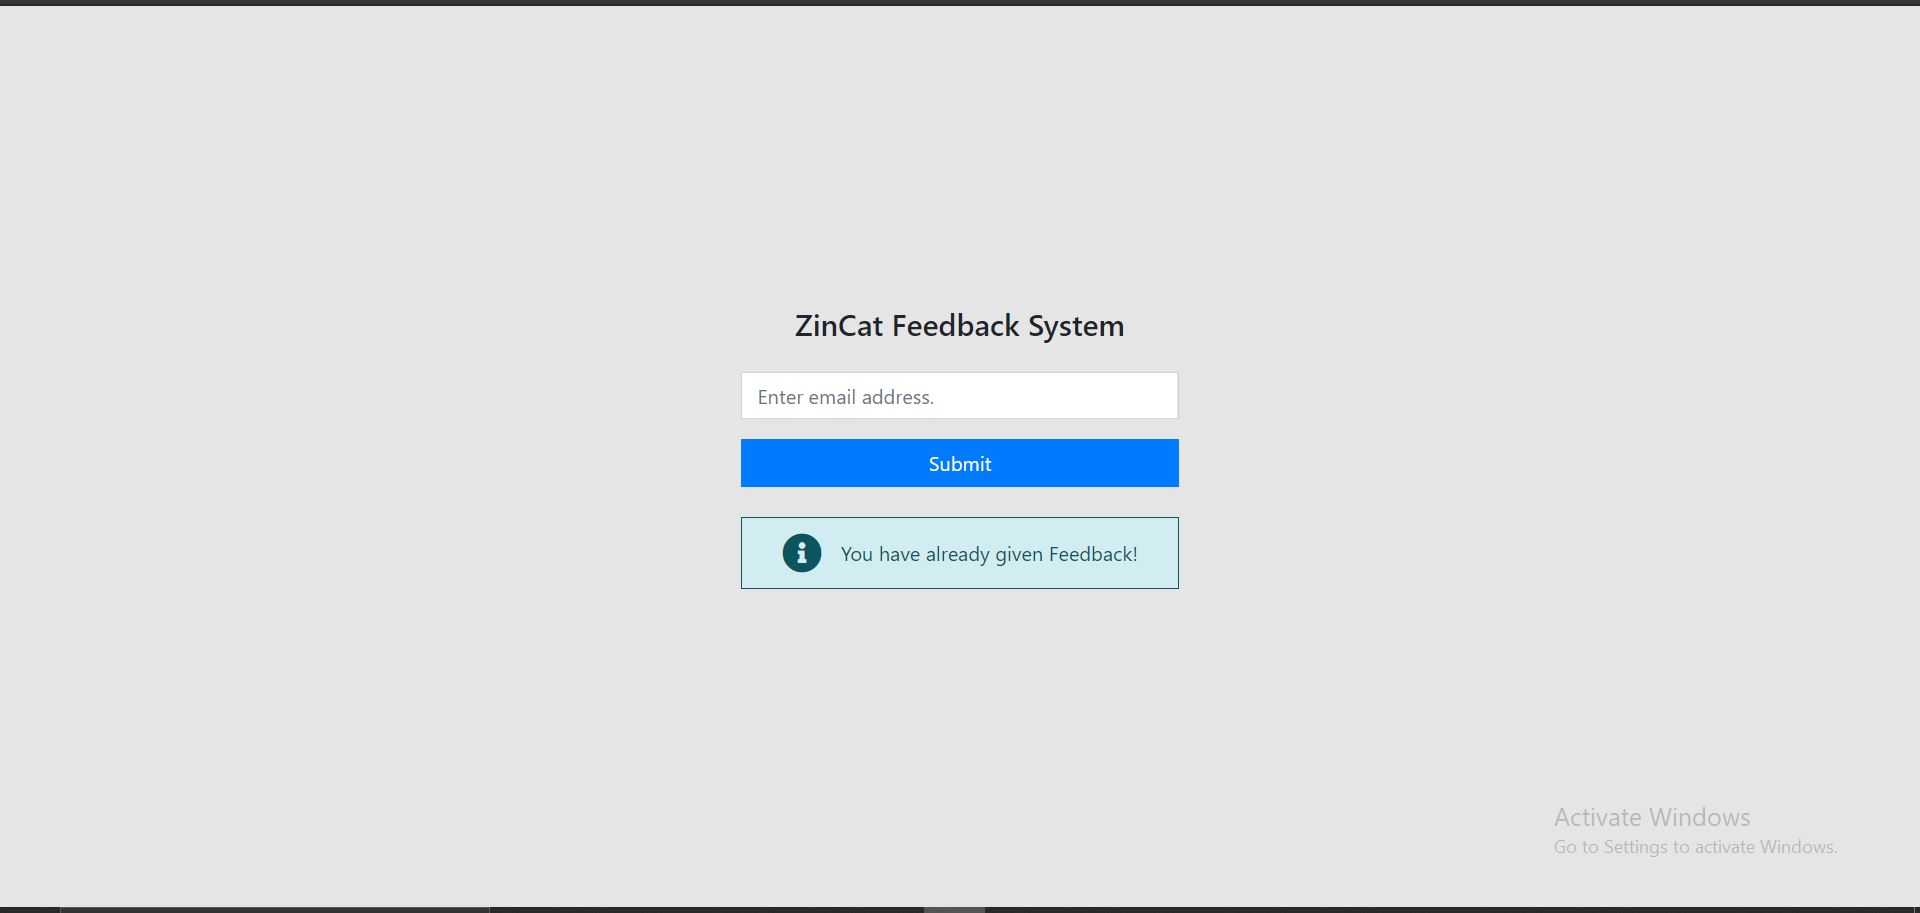 ZinCat Feedback System
Enter email address.
Submit
You have already given Feedback!
Activate Windows
Go to Settings to activate Windows.